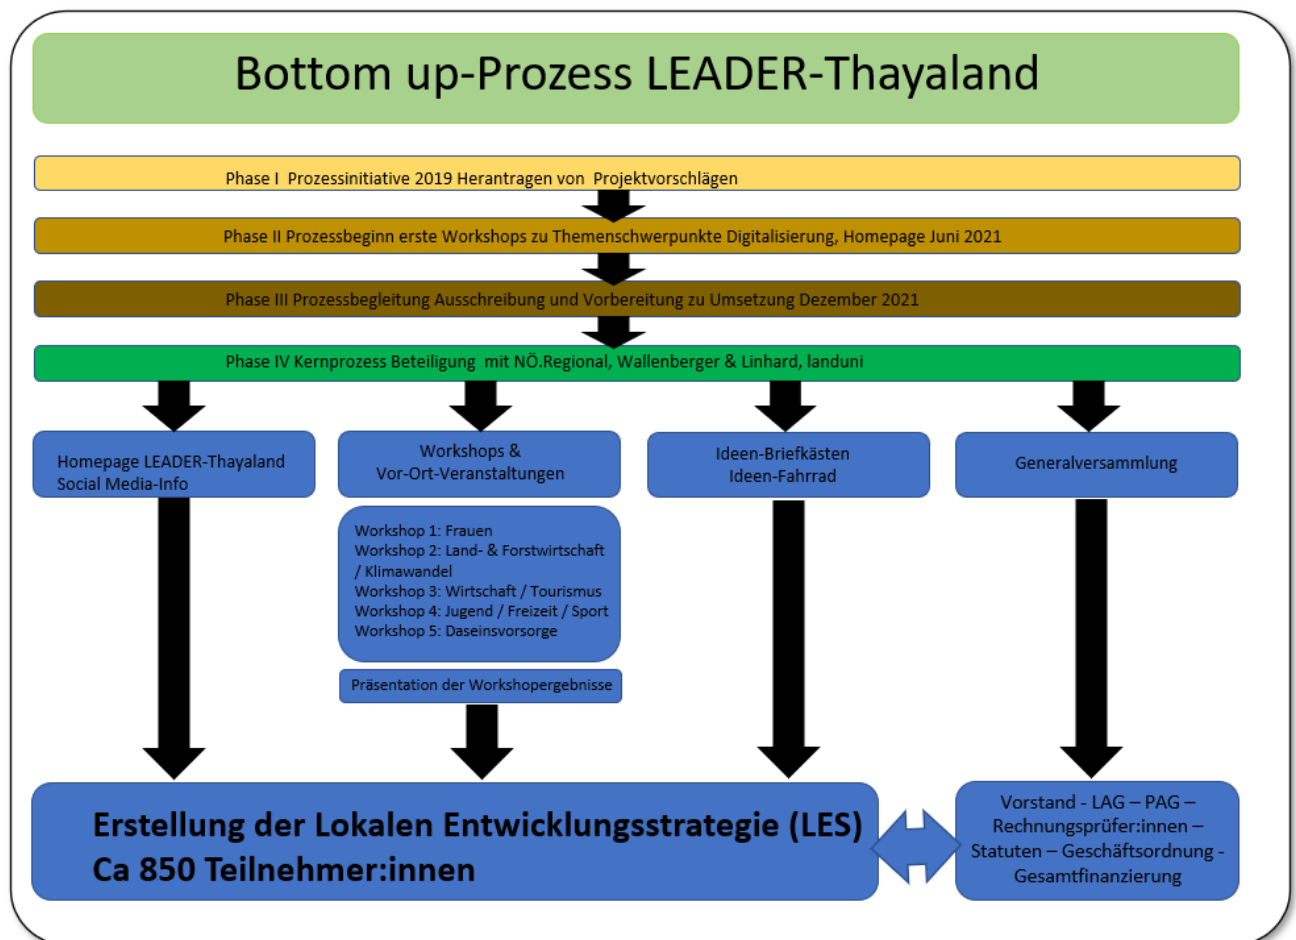 Bottom up-Prozess LEADER-Thayaland
Phase I  Prozessinitiative 2019 Herantragen von  Projektvorschlägen
Phase II Prozessbeginn erste Workshops zu Themenschwerpunkte Digitalisierung, Homepage Juni 2021
Phase III Prozessbegleitung Ausschreibung und Vorbereitung zu Umsetzung Dezember 2021
Phase IV Kernprozess Beteiligung  mit NÖ.Regional, Wallenberger & Linhard, landuni
Homepage LEADER-Thayaland
Social Media-Info
Workshops &
Vor-Ort-Veranstaltungen
Workshop 1: Frauen
Workshop 2: Land- & Forstwirtschaft
/ Klimawandel
Workshop 3: Wirtschaft / Tourismus
Workshop 4: Jugend / Freizeit / Sport
Workshop 5: Daseinsvorsorge
Präsentation der Workshopergebnisse
Ideen-Briefkästen
Ideen-Fahrrad
Generalversammlung
Erstellung der Lokalen Entwicklungsstrategie (LES)
Ca 850 Teilnehmer:innen
Vorstand - LAG – PAG –
Rechnungsprüfer:innen –
Statuten – Geschäftsordnung -
Gesamtfinanzierung